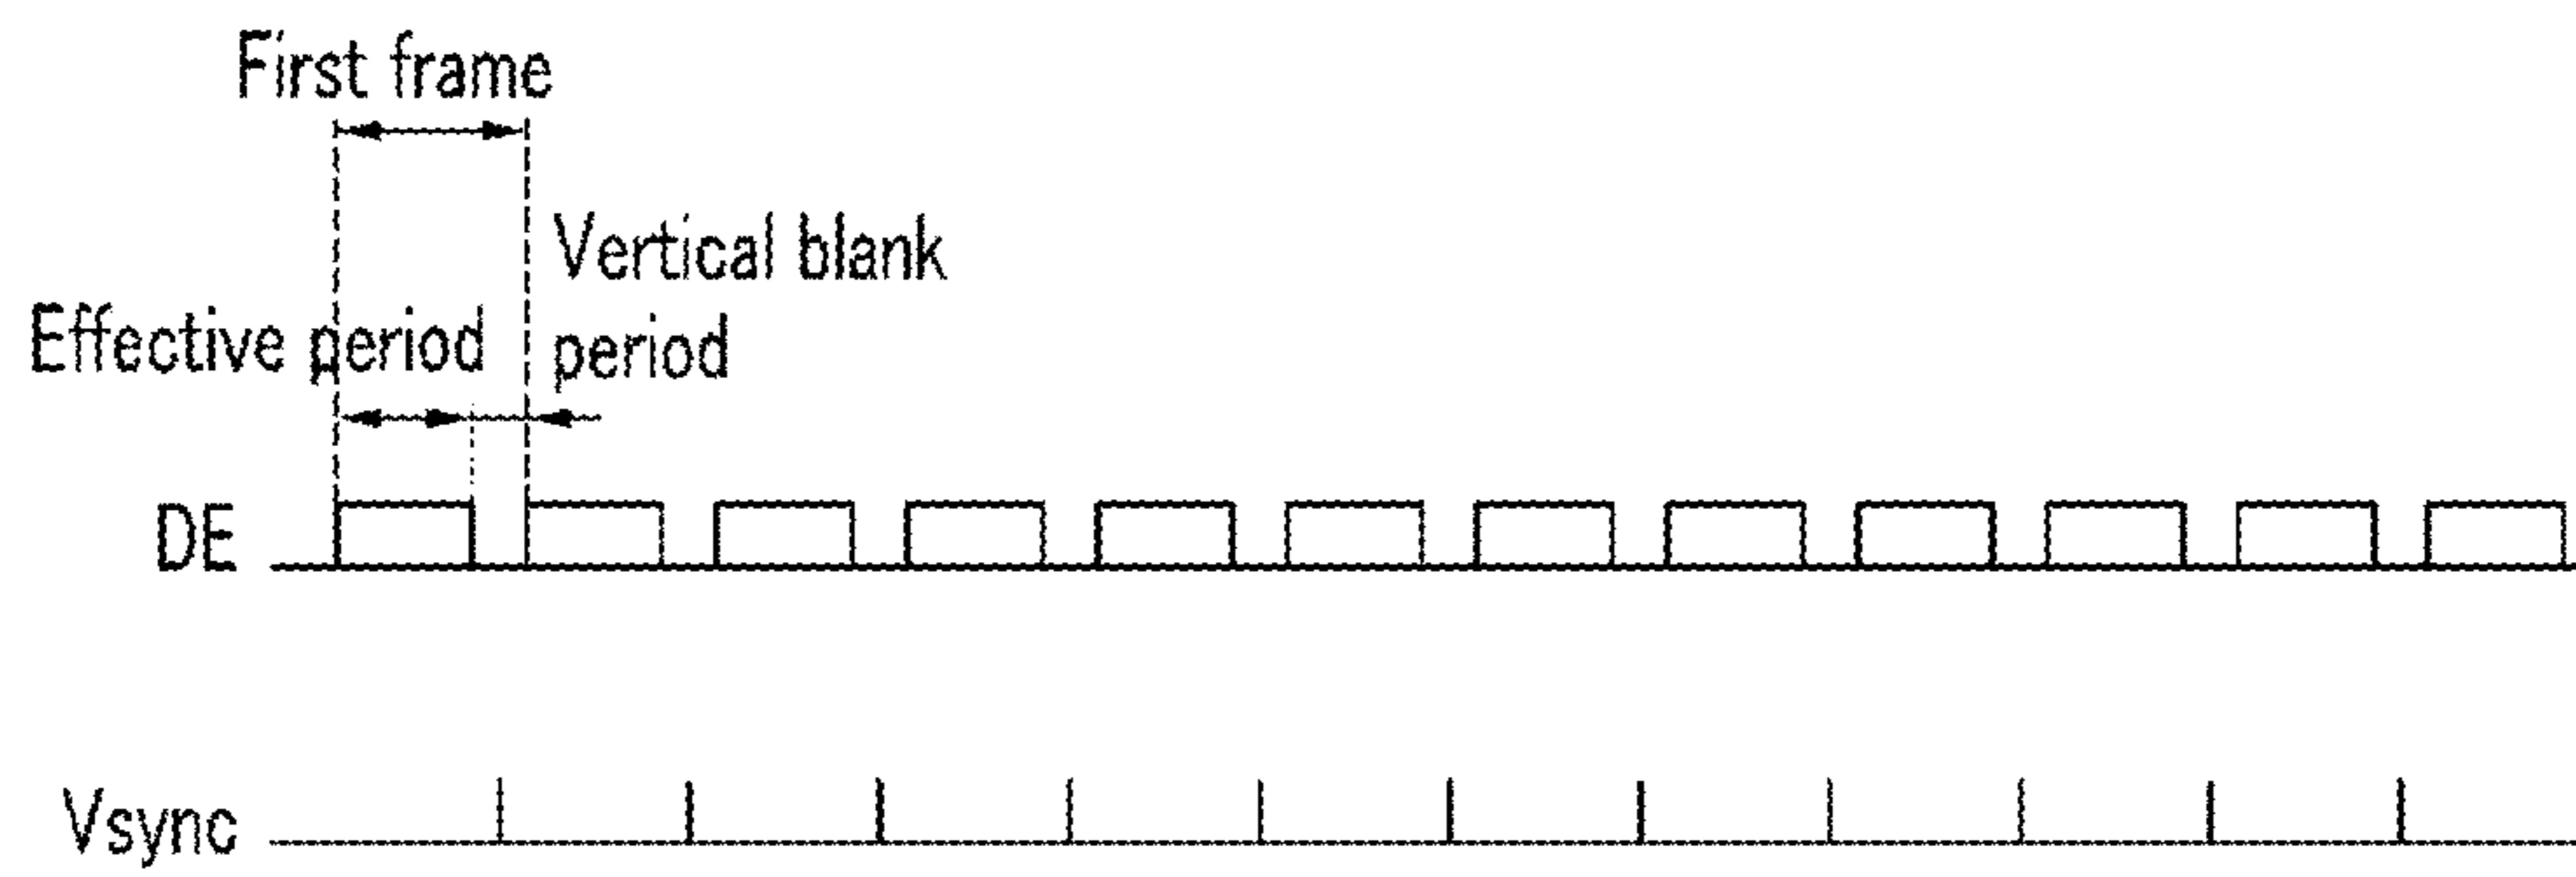 First frame
Vertical blank
period
Effective period
DE
Vsync